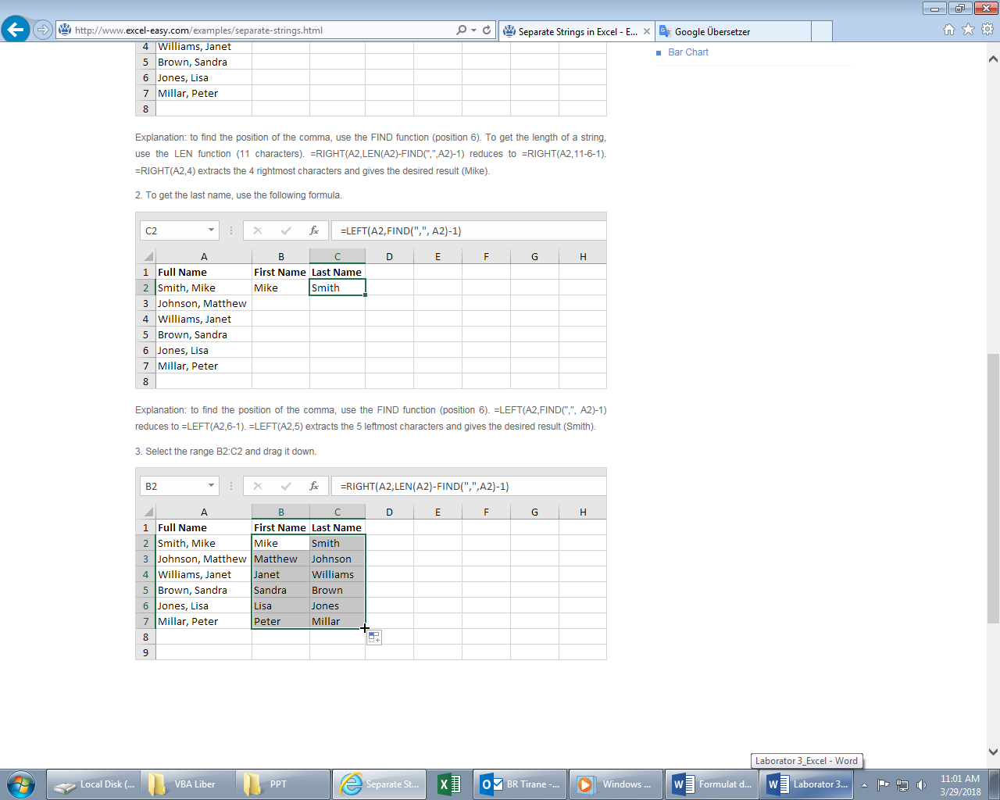 http://www.excel-easy.com/examples/separate-strings.html
Separate Strings in Excel - E...
Google Übersetzer
Bar Chart
4 Williams, Janet
5 Brown, Sandra
6 Jones, Lisa
7 Millar, Peter
8
Explanation: to find the position of the comma, use the FIND function (position 6). To get the length of a string,
use the LEN function (11 characters). =RIGHT(A2,LEN(A2)-FIND(",",A2)-1) reduces to =RIGHT(A2,11-6-1).
=RIGHT(A2,4) extracts the 4 rightmost characters and gives the desired result (Mike).
2. To get the last name, use the following formula.
C2 fx =LEFT(A2,FIND(",", A2)-1)
A B C D E F G H
1 Full Name First Name Last Name
2 Smith, Mike Mike Smith
3 Johnson, Matthew
4 Williams, Janet
5 Brown, Sandra
6 Jones, Lisa
7 Millar, Peter
8
Explanation: to find the position of the comma, use the FIND function (position 6). =LEFT(A2,FIND(",", A2)-1)
reduces to =LEFT(A2,6-1). =LEFT(A2,5) extracts the 5 leftmost characters and gives the desired result (Smith).
3. Select the range B2:C2 and drag it down.
B2 fx =RIGHT(A2,LEN(A2)-FIND(",",A2)-1)
A B C D E F G H
1 Full Name First Name Last Name
2 Smith, Mike Mike Smith
3 Johnson, Matthew Matthew Johnson
4 Williams, Janet Janet Williams
5 Brown, Sandra Sandra Brown
6 Jones, Lisa Lisa Jones
7 Millar, Peter Peter Millar
8
9
Laborator 3_Excel - Word
Local Disk (... VBA Liber PPT Separate St... BR Tirane -... Windows ... Formulat d... Laborator 3... 11:01 AM
3/29/2018